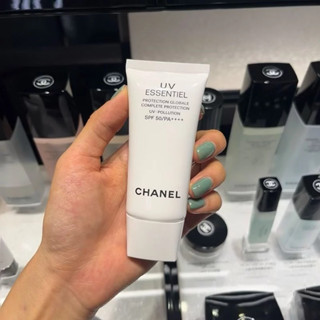 UV
ESSENTIEL
PROTECTION GLOBALE
COMPLETE PROTECTION
UV-POLLUTION
SPF 50/PA++++
CHANEL